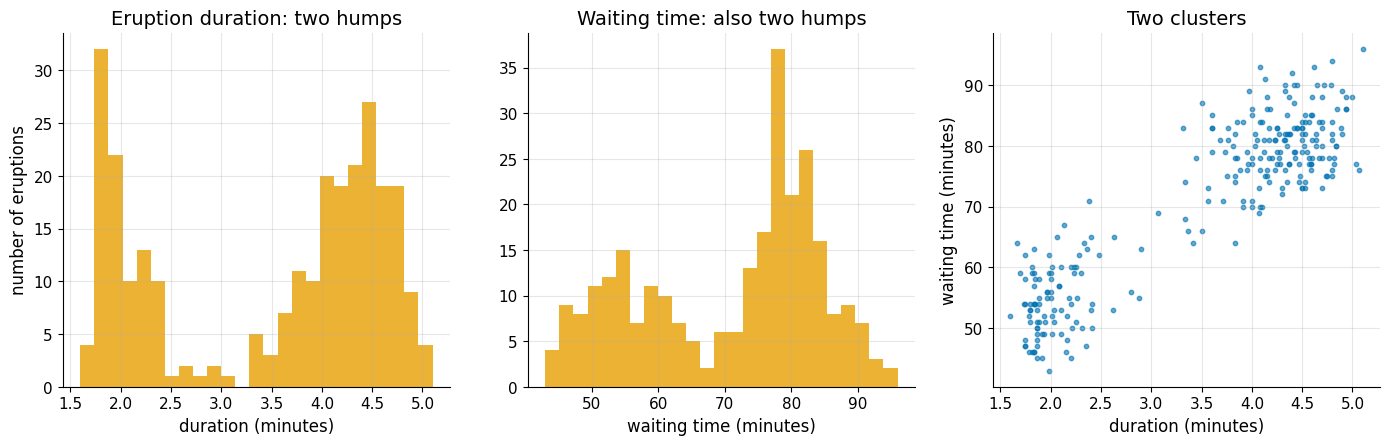 Eruption duration: two humps
number of eruptions
30
25
20
15
10
5
0
1.5 2.0 2.5 3.0 3.5 4.0 4.5 5.0
duration (minutes)
Waiting time: also two humps
35
30
25
20
15
10
5
0
50 60 70 80 90
waiting time (minutes)
Two clusters
waiting time (minutes)
90
80
70
60
50
1.5 2.0 2.5 3.0 3.5 4.0 4.5 5.0
duration (minutes)